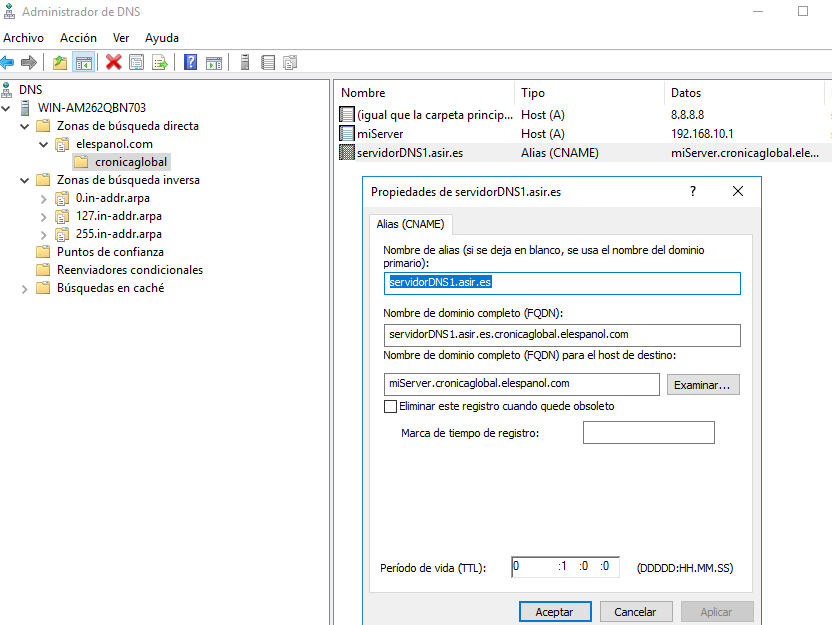 Administrador de DNS
Archivo Acción Ver Ayuda
DNS
WIN-AM262QBN703
Zonas de búsqueda directa
elespanol.com
cronicaglobal
Zonas de búsqueda inversa
0.in-addr.arpa
127.in-addr.arpa
255.in-addr.arpa
Puntos de confianza
Reenviadores condicionales
Búsquedas en caché
Nombre Tipo Datos
(igual que la carpeta princip... Host (A) 8.8.8.8
miServer Host (A) 192.168.10.1
servidorDNS1.asir.es Alias (CNAME) miServer.cronicaglobal.ele...
Propiedades de servidorDNS1.asir.es ?
Alias (CNAME)
Nombre de alias (si se deja en blanco, se usa el nombre del dominio
primario):
servidorDNS1.asir.es
Nombre de dominio completo (FQDN):
servidorDNS1.asir.es.cronicaglobal.elespanol.com
Nombre de dominio completo (FQDN) para el host de destino:
miServer.cronicaglobal.elespanol.com Examinar...
Eliminar este registro cuando quede obsoleto
Marca de tiempo de registro:
Período de vida (TTL): 0 :1 :0 :0 (DDDDD:HH.MM.SS)
Aceptar Cancelar Aplicar